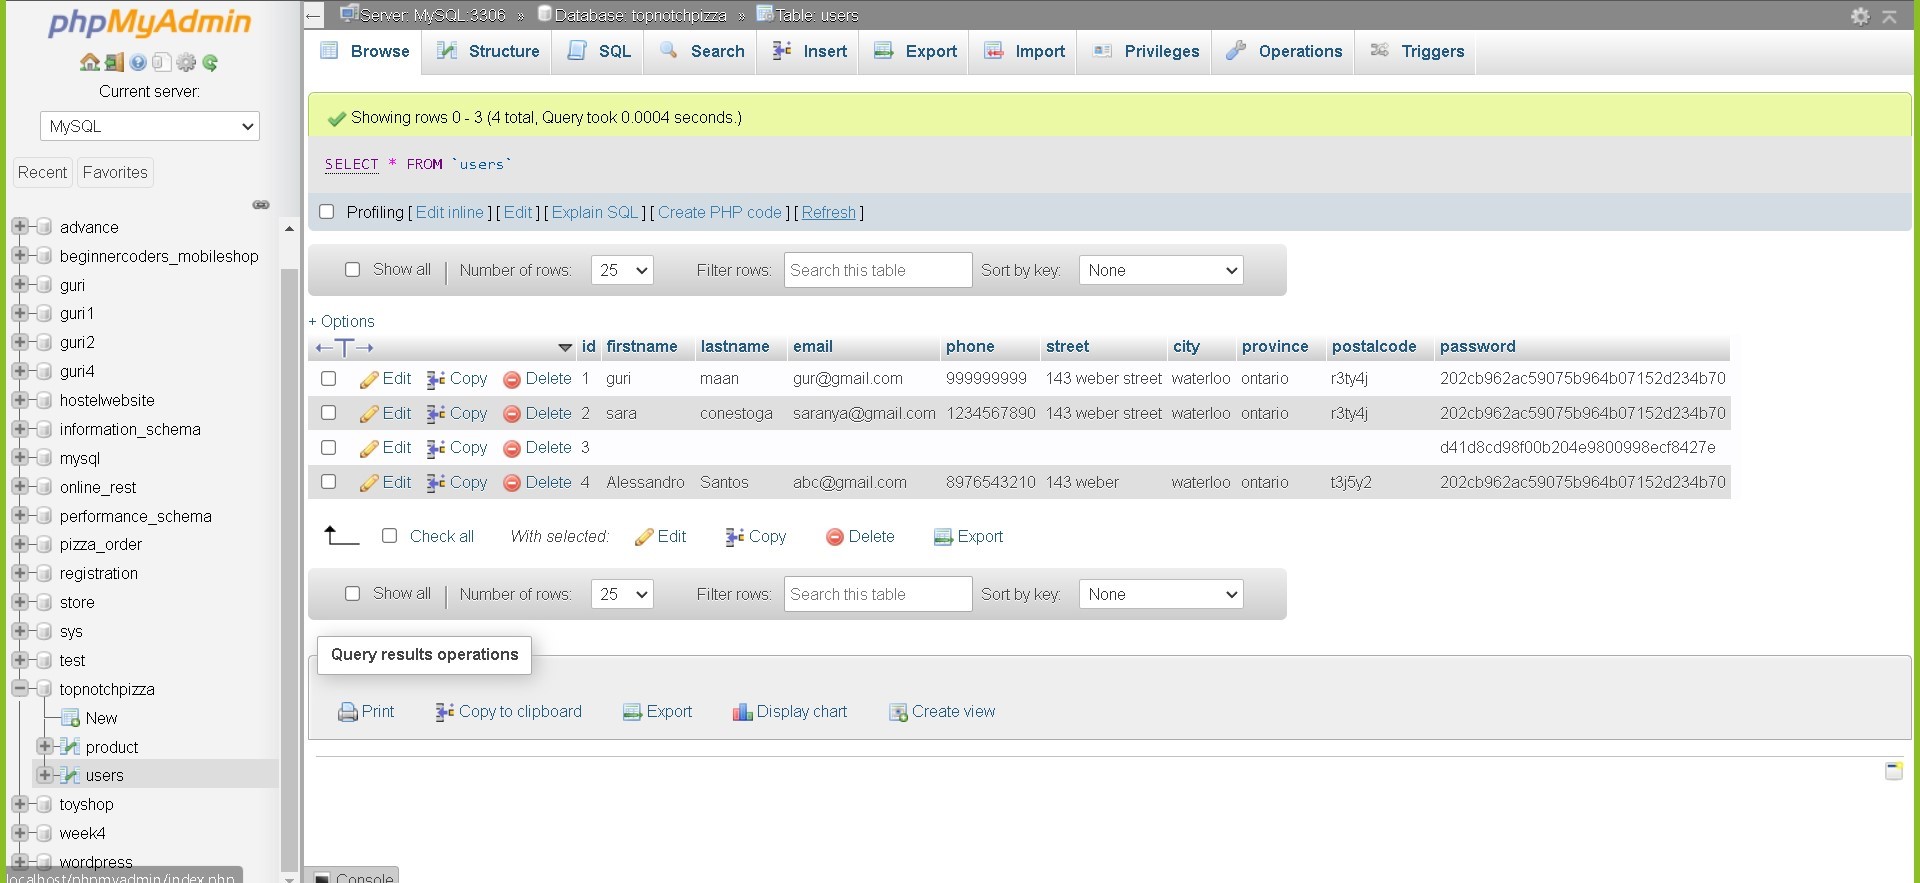 phpMyAdmin
Current server:
MySQL
Recent Favorites
advance
beginnercoders_mobileshop
guri
guri1
guri2
guri4
hostelwebsite
information_schema
mysql
online_rest
performance_schema
pizza_order
registration
store
sys
test
topnotchpizza
New
product
users
toyshop
week4
wordpress
localhost/phpmyadmin/index.php
Server: MySQL:3306 » Database: topnotchpizza » Table: users
Browse Structure SQL Search Insert Export Import Privileges Operations Triggers
Showing rows 0 - 3 (4 total, Query took 0.0004 seconds.)
SELECT * FROM `users`
Profiling [ Edit inline ] [ Edit ] [ Explain SQL ] [ Create PHP code ] [ Refresh ]
Show all | Number of rows: 25 Filter rows: Search this table Sort by key: None
+ Options
←T→ id firstname lastname email phone street city province postalcode password
Edit Copy Delete 1 guri maan gur@gmail.com 999999999 143 weber street waterloo ontario r3ty4j 202cb962ac59075b964b07152d234b70
Edit Copy Delete 2 sara conestoga saranya@gmail.com 1234567890 143 weber street waterloo ontario r3ty4j 202cb962ac59075b964b07152d234b70
Edit Copy Delete 3 d41d8cd98f00b204e9800998ecf8427e
Edit Copy Delete 4 Alessandro Santos abc@gmail.com 8976543210 143 weber waterloo ontario t3j5y2 202cb962ac59075b964b07152d234b70
Check all With selected: Edit Copy Delete Export
Show all | Number of rows: 25 Filter rows: Search this table Sort by key: None
Query results operations
Print Copy to clipboard Export Display chart Create view
Console